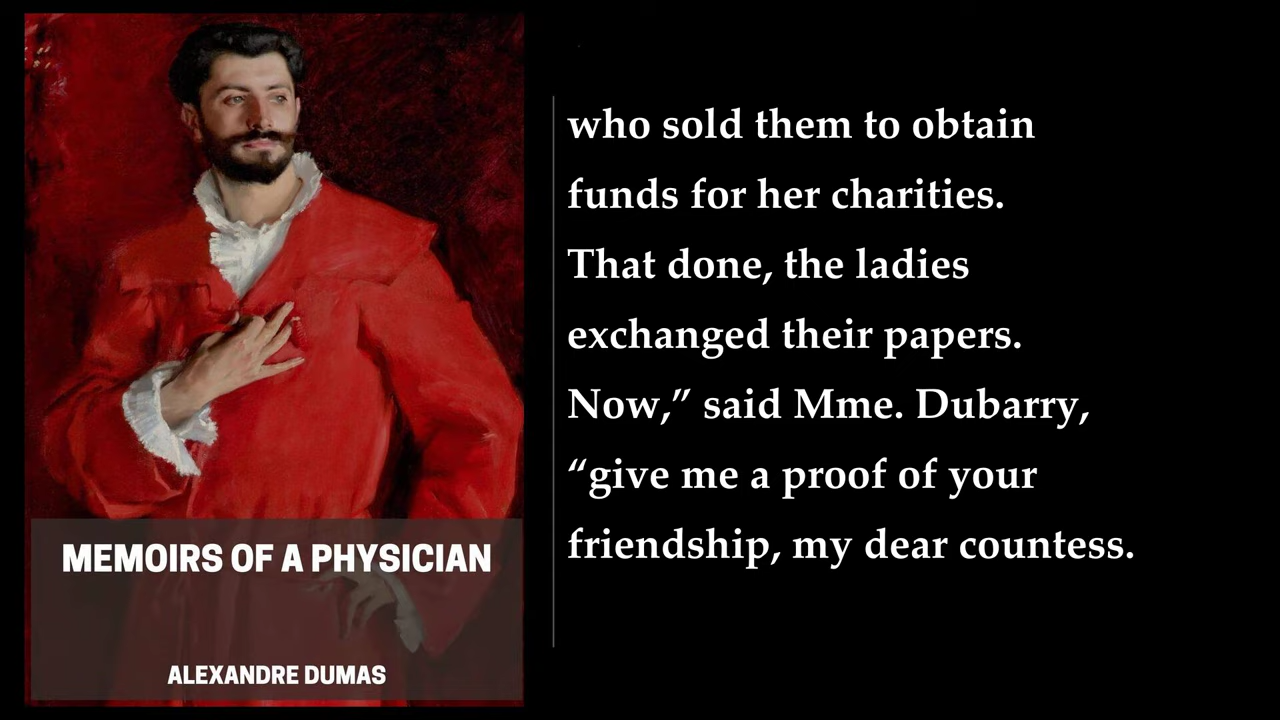 MEMOIRS OF A PHYSICIAN
ALEXANDRE DUMAS
who sold them to obtain
funds for her charities.
That done, the ladies
exchanged their papers.
Now,” said Mme. Dubarry,
“give me a proof of your
friendship, my dear countess.